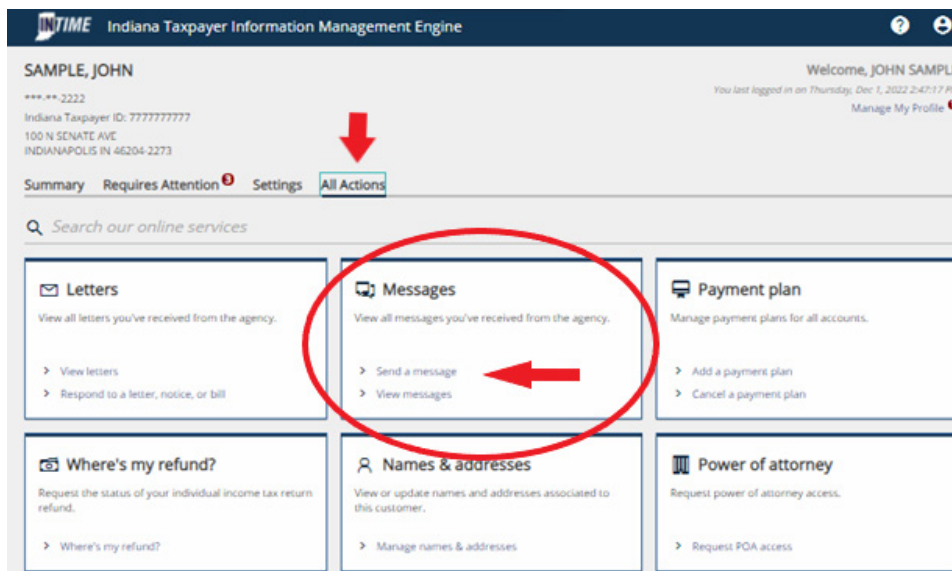 INTIME Indiana Taxpayer Information Management Engine ?
SAMPLE, JOHN
Welcome, JOHN SAMPL
***-**-2222
You last logged in on Thursday, Dec 1, 2022 2:47:17 P
Indiana Taxpayer ID: 7777777777
Manage My Profile
100 N SENATE AVE
INDIANAPOLIS IN 46204-2273
Summary Requires Attention 3 Settings All Actions
Search our online services
Letters
View all letters you've received from the agency.
> View letters
> Respond to a letter, notice, or bill
Messages
View all messages you've received from the agency.
> Send a message
> View messages
Payment plan
Manage payment plans for all accounts.
> Add a payment plan
> Cancel a payment plan
Where's my refund?
Request the status of your individual income tax return
refund.
> Where's my refund?
Names & addresses
View or update names and addresses associated to
this customer.
> Manage names & addresses
Power of attorney
Request power of attorney access.
> Request POA access